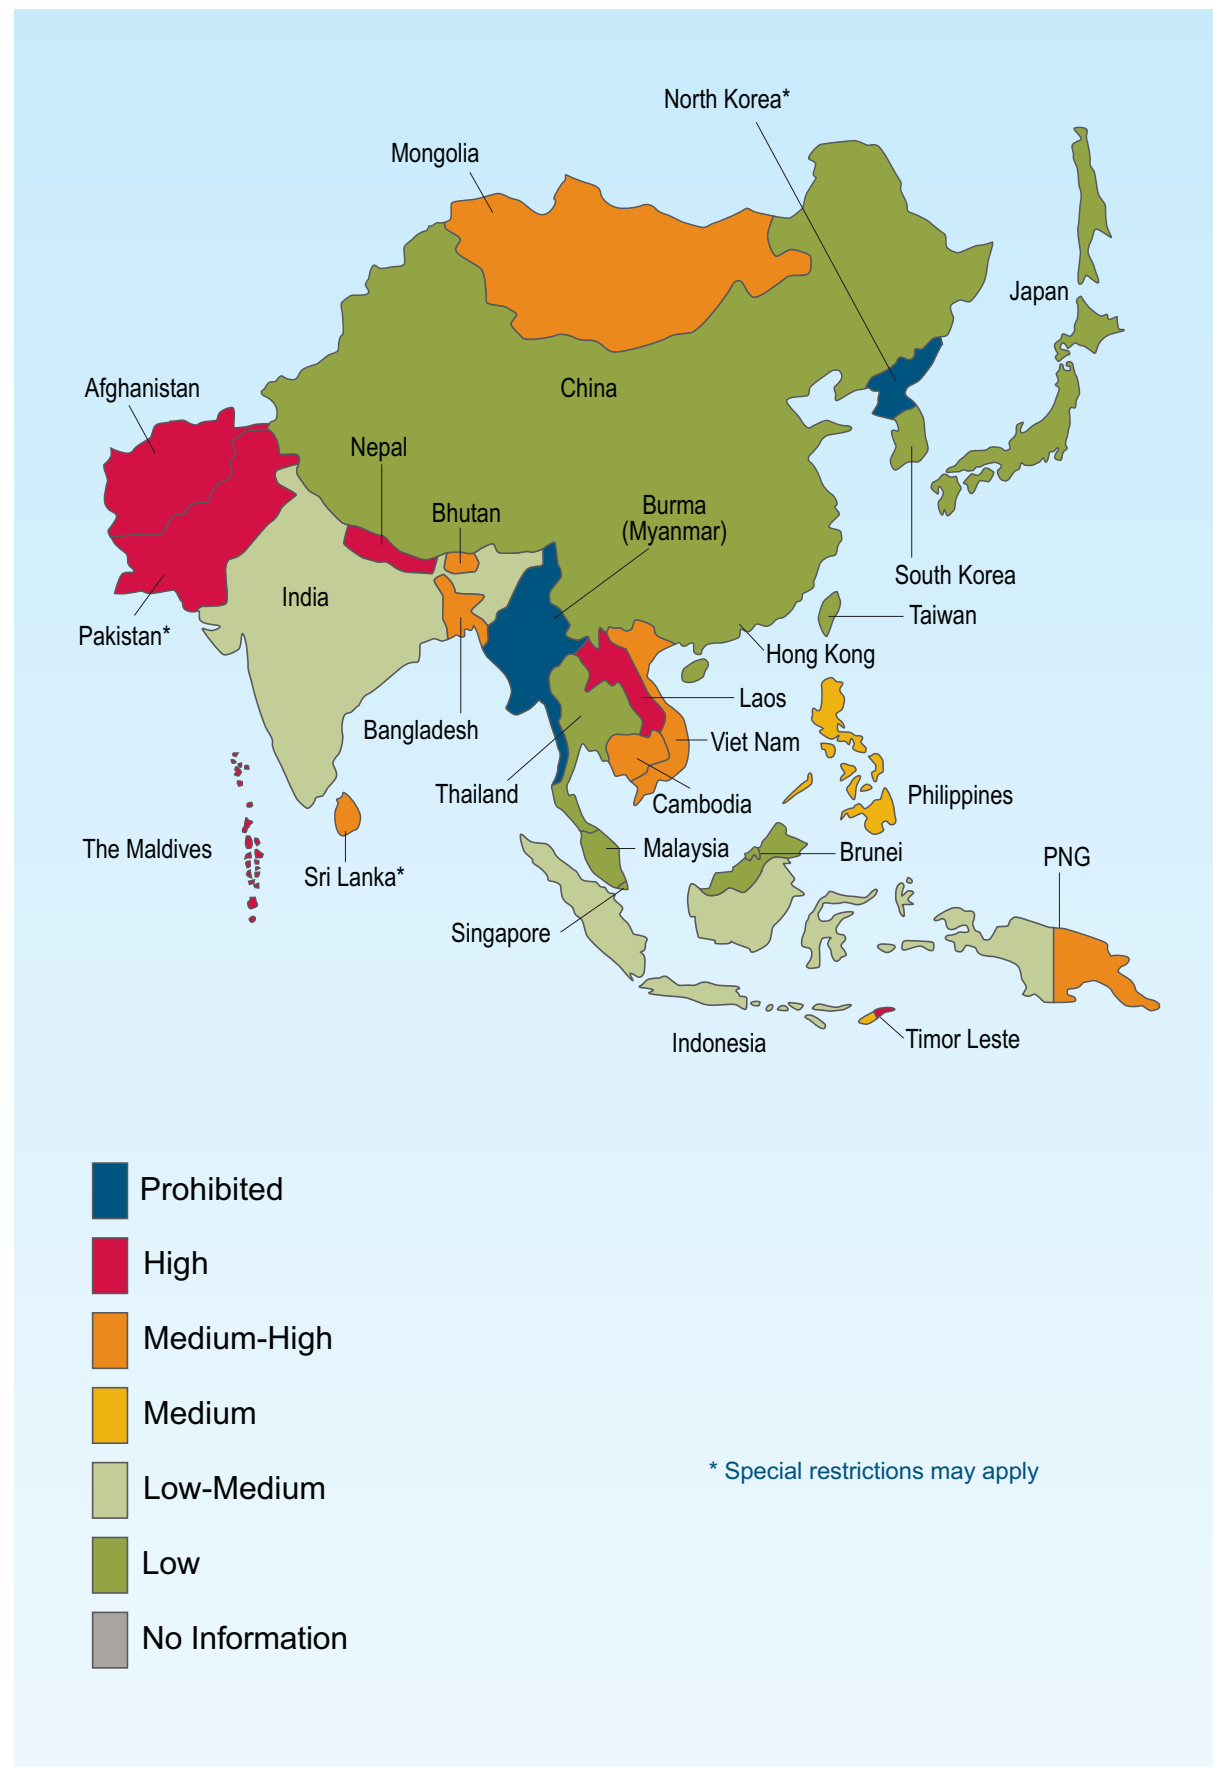 North Korea*
Mongolia
Japan
Afghanistan
China
Nepal
Burma
(Myanmar)
Bhutan
South Korea
India
Taiwan
Pakistan*
Hong Kong
Laos
Bangladesh
Viet Nam
Thailand
Cambodia
Philippines
The Maldives
Malaysia
Brunei
PNG
Sri Lanka*
Singapore
Indonesia
Timor Leste
Prohibited
High
Medium-High
Medium
* Special restrictions may apply
Low-Medium
Low
No Information